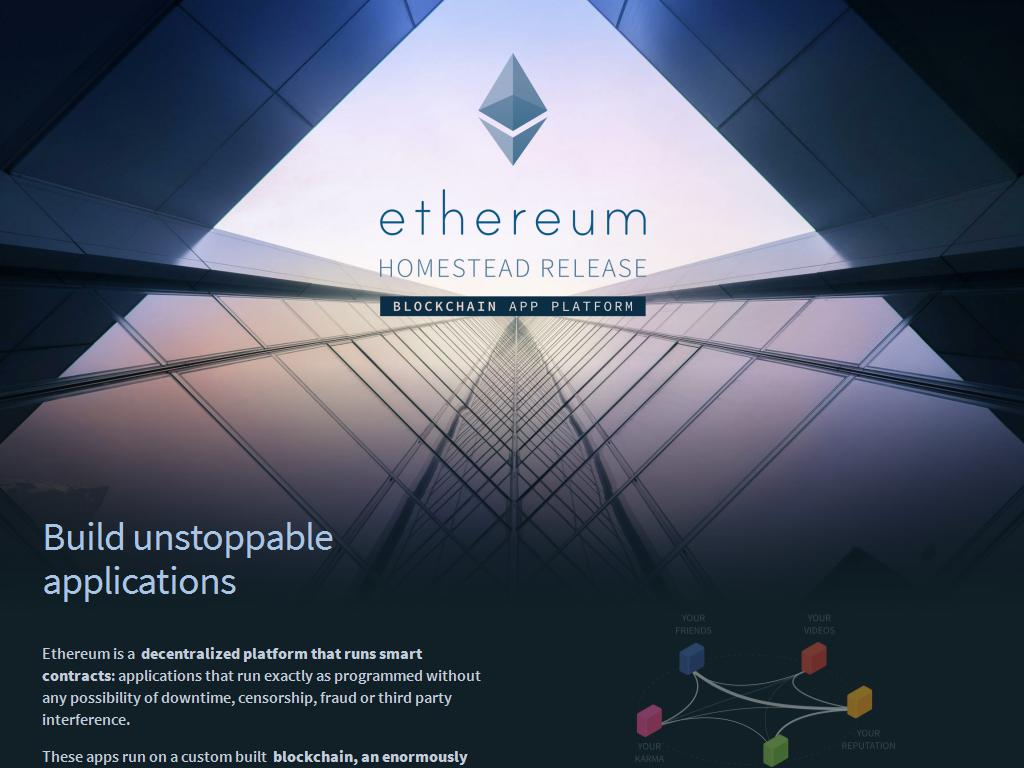 ethereum
HOMESTEAD RELEASE
BLOCKCHAIN APP PLATFORM
Build unstoppable
applications
Ethereum is a decentralized platform that runs smart
contracts: applications that run exactly as programmed without
any possibility of downtime, censorship, fraud or third party
interference.
These apps run on a custom built blockchain, an enormously
YOUR
FRIENDS
YOUR
VIDEOS
YOUR
KARMA
YOUR
REPUTATION